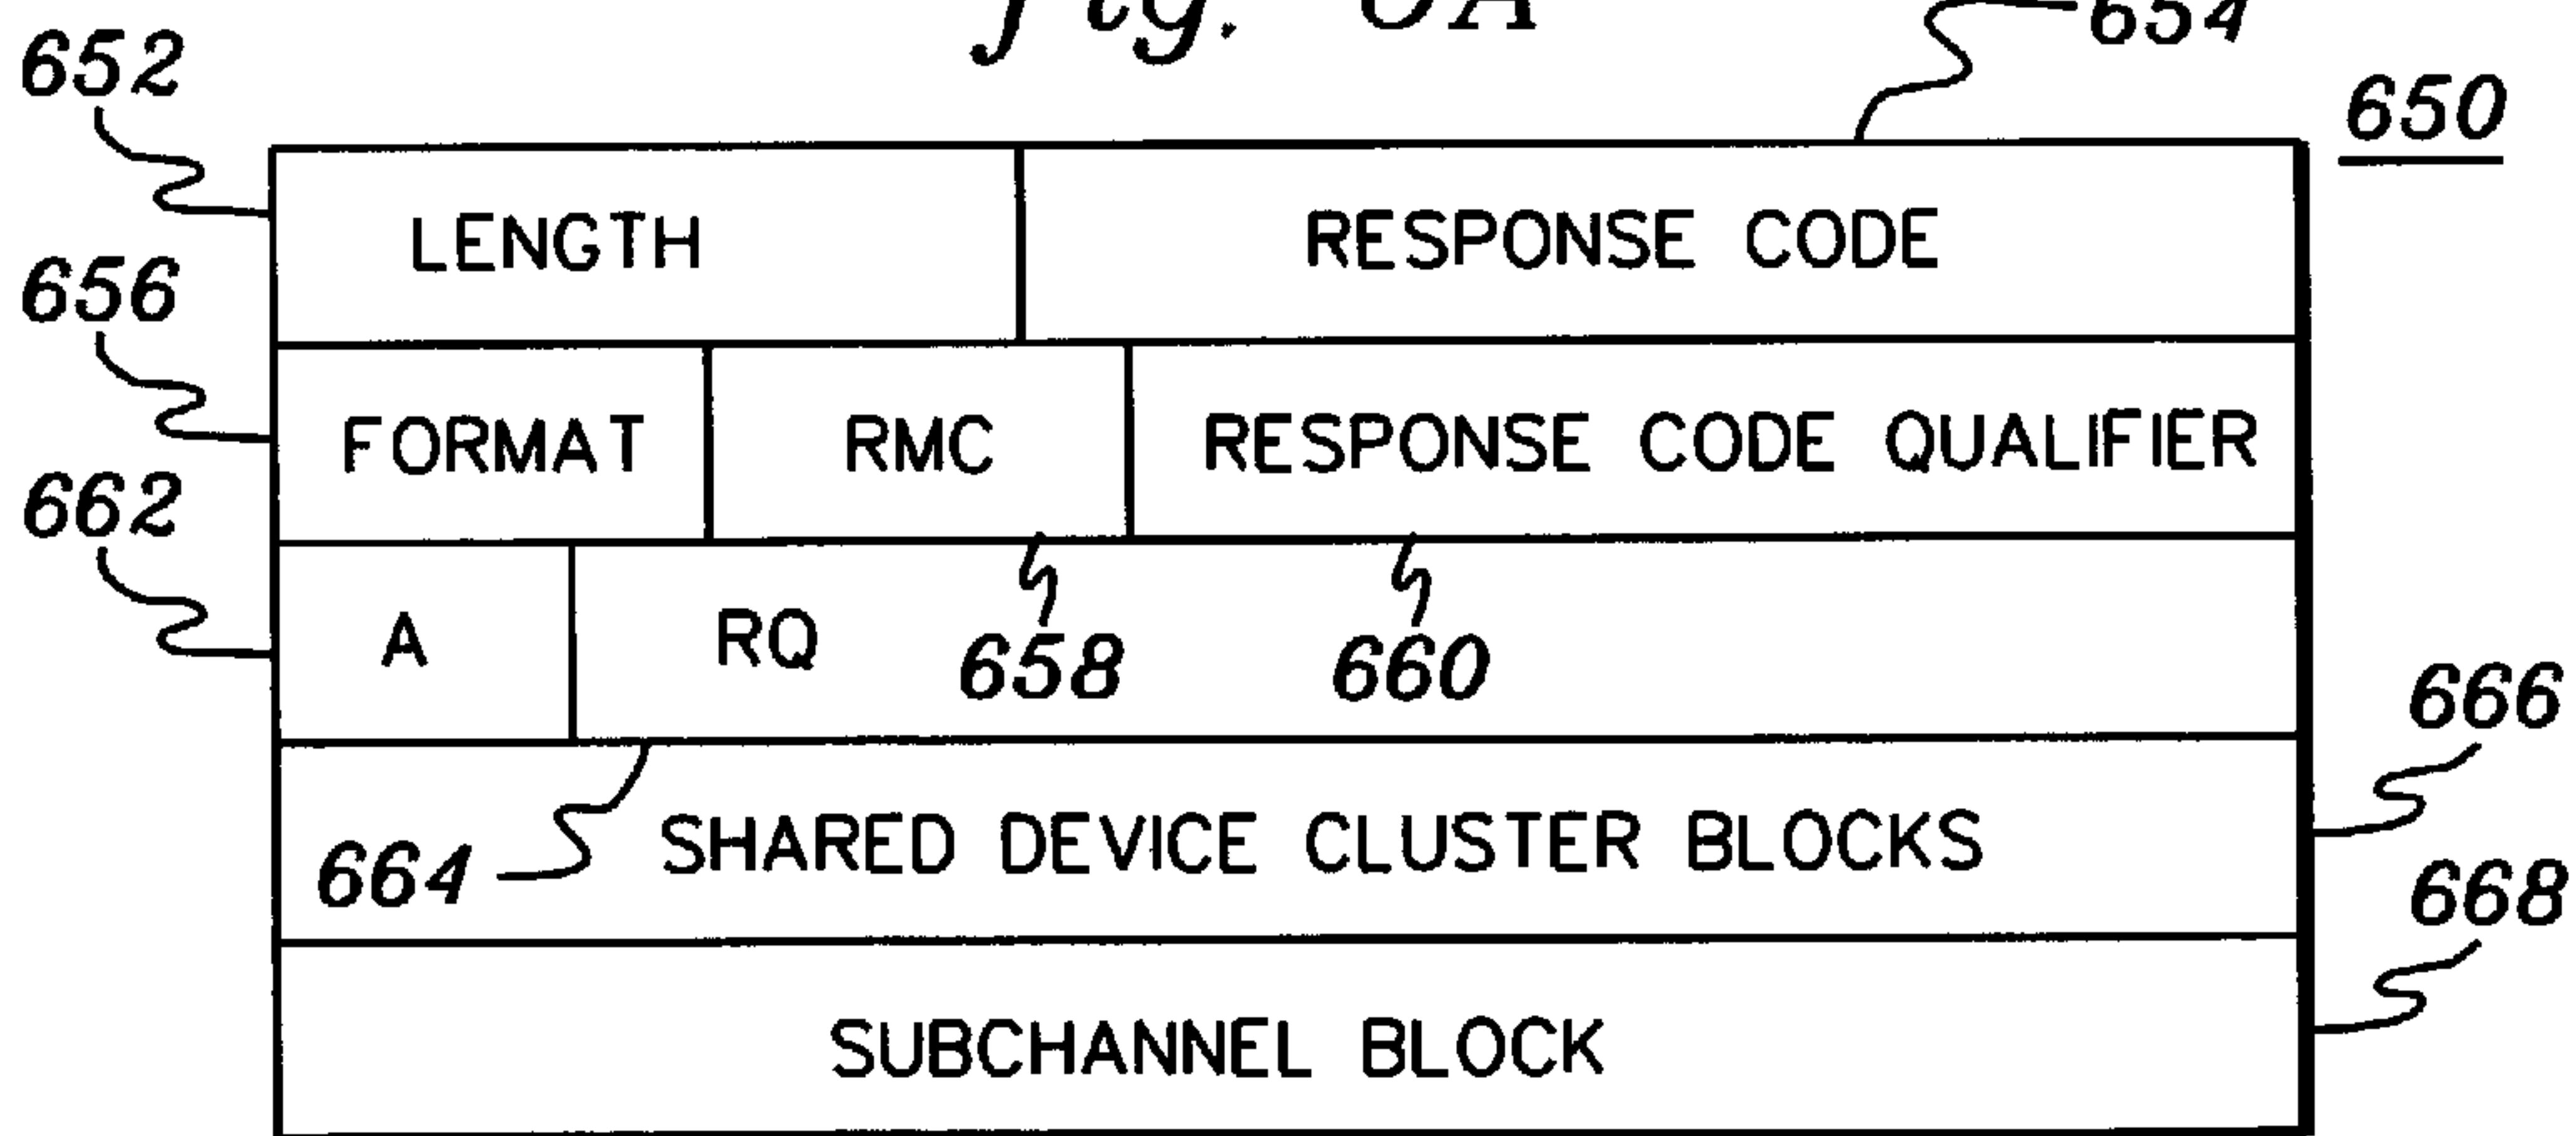 654
652
650
LENGTH RESPONSE CODE
656
FORMAT RMC RESPONSE CODE QUALIFIER
662
A RQ 658 660
666
664 SHARED DEVICE CLUSTER BLOCKS
668
SUBCHANNEL BLOCK